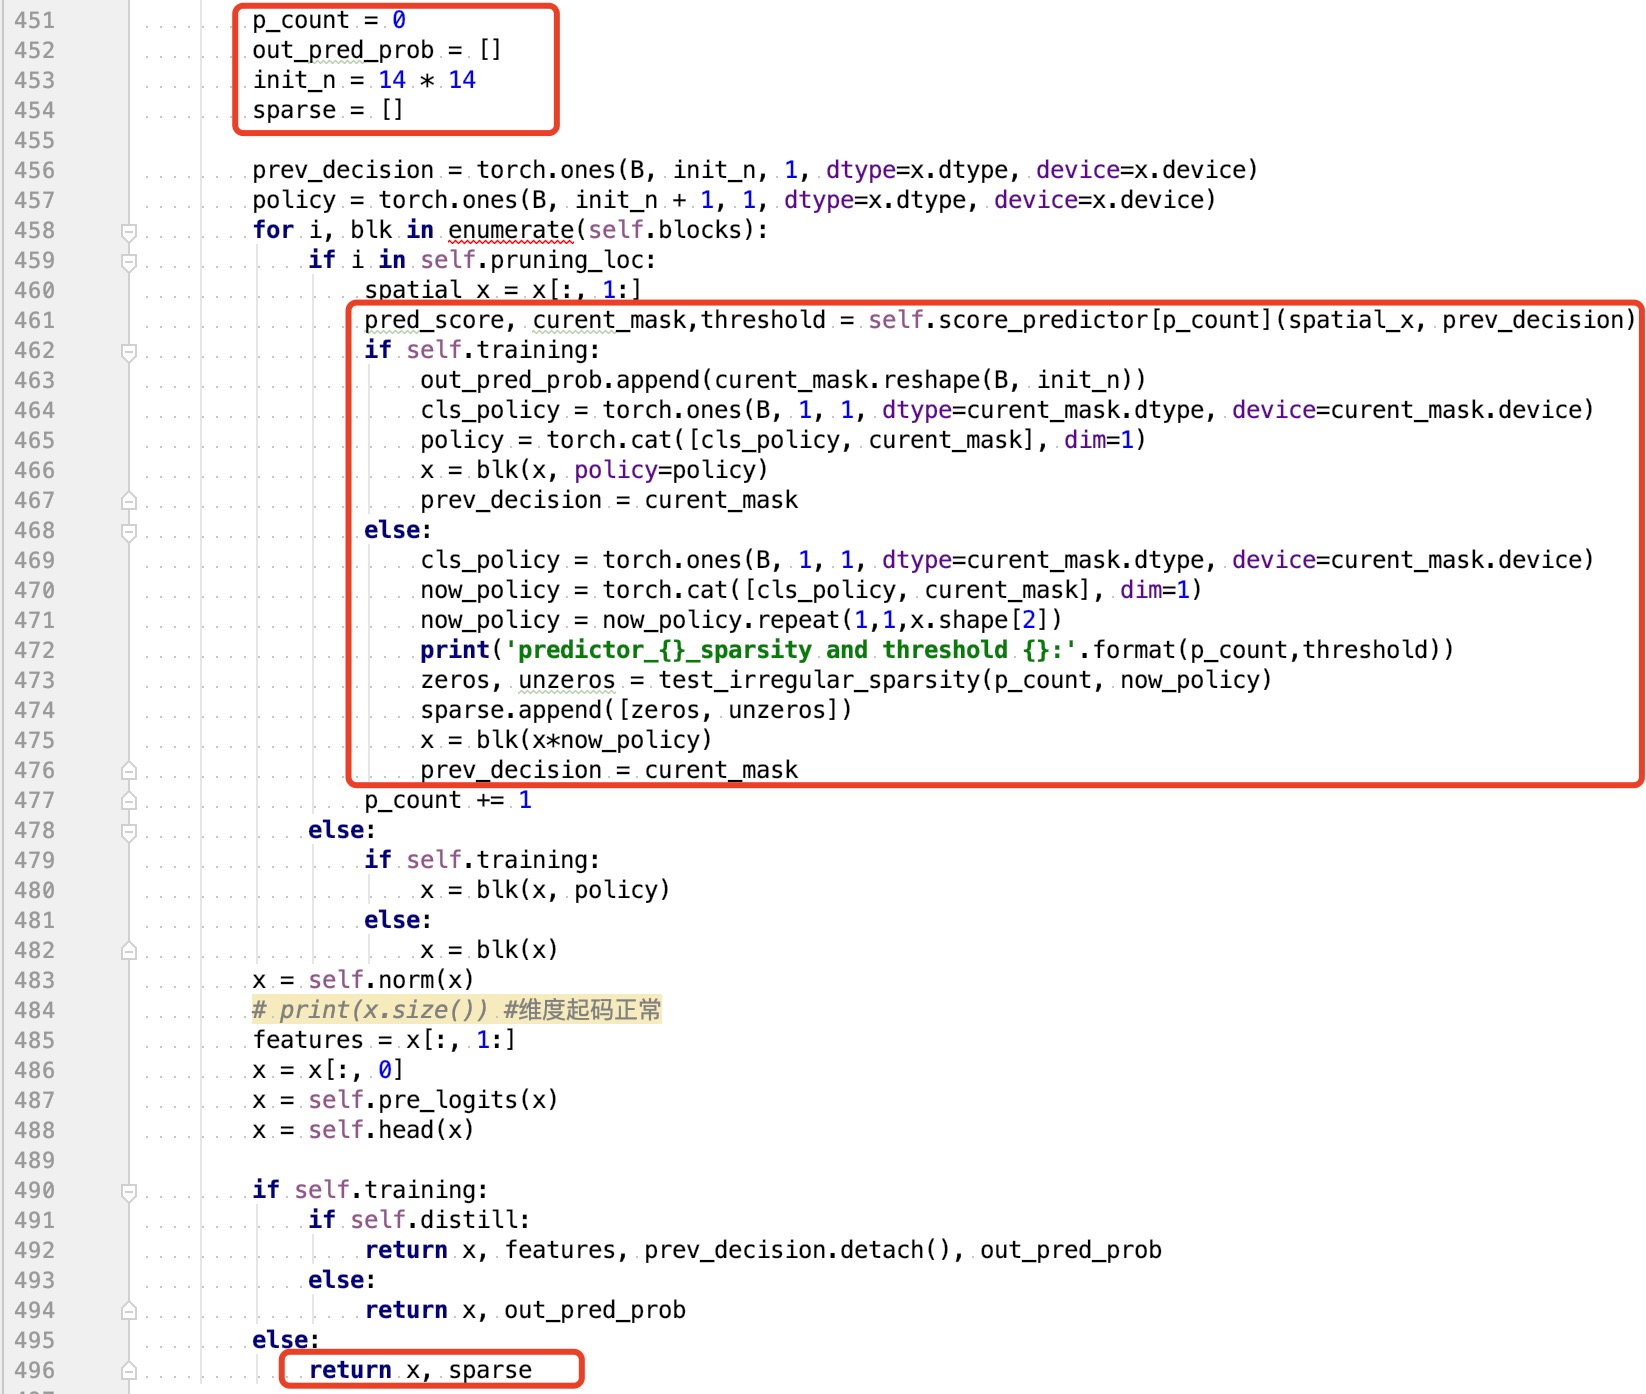 451 p_count = 0
452 out_pred_prob = []
453 init_n = 14 * 14
454 sparse = []
455
456 prev_decision = torch.ones(B, init_n, 1, dtype=x.dtype, device=x.device)
457 policy = torch.ones(B, init_n + 1, 1, dtype=x.dtype, device=x.device)
458 for i, blk in enumerate(self.blocks):
459 if i in self.pruning_loc:
460 spatial_x = x[:, 1:]
461 pred_score, curent_mask,threshold = self.score_predictor[p_count](spatial_x, prev_decision)
462 if self.training:
463 out_pred_prob.append(curent_mask.reshape(B, init_n))
464 cls_policy = torch.ones(B, 1, 1, dtype=curent_mask.dtype, device=curent_mask.device)
465 policy = torch.cat([cls_policy, curent_mask], dim=1)
466 x = blk(x, policy=policy)
467 prev_decision = curent_mask
468 else:
469 cls_policy = torch.ones(B, 1, 1, dtype=curent_mask.dtype, device=curent_mask.device)
470 now_policy = torch.cat([cls_policy, curent_mask], dim=1)
471 now_policy = now_policy.repeat(1,1,x.shape[2])
472 print('predictor_{}_sparsity and threshold {}:'.format(p_count,threshold))
473 zeros, unzeros = test_irregular_sparsity(p_count, now_policy)
474 sparse.append([zeros, unzeros])
475 x = blk(x*now_policy)
476 prev_decision = curent_mask
477 p_count += 1
478 else:
479 if self.training:
480 x = blk(x, policy)
481 else:
482 x = blk(x)
483 x = self.norm(x)
484 # print(x.size()) #维度起码正常
485 features = x[:, 1:]
486 x = x[:, 0]
487 x = self.pre_logits(x)
488 x = self.head(x)
489
490 if self.training:
491 if self.distill:
492 return x, features, prev_decision.detach(), out_pred_prob
493 else:
494 return x, out_pred_prob
495 else:
496 return x, sparse